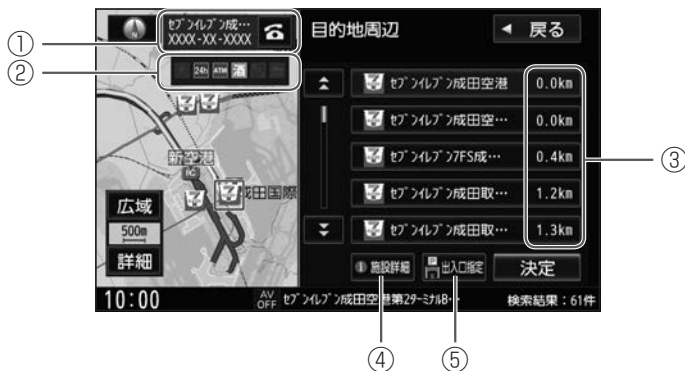 ①
セブンイレブン成…
XXXX-XX-XXXX
②
24h ATM 酒
N
目的地周辺
◀ 戻る
セブンイレブン成田空港 0.0km
セブンイレブン成田空… 0.0km
セブンイレブン7FS成… 0.4km
セブンイレブン成田取… 1.2km
セブンイレブン成田取… 1.3km
③
新空港
IC
成田国際
広域
500m
詳細
施設詳細
P 出入口指定
決定
10:00
AV OFF
セブンイレブン成田空港第2ターミナルB…
検索結果：61件
④
⑤